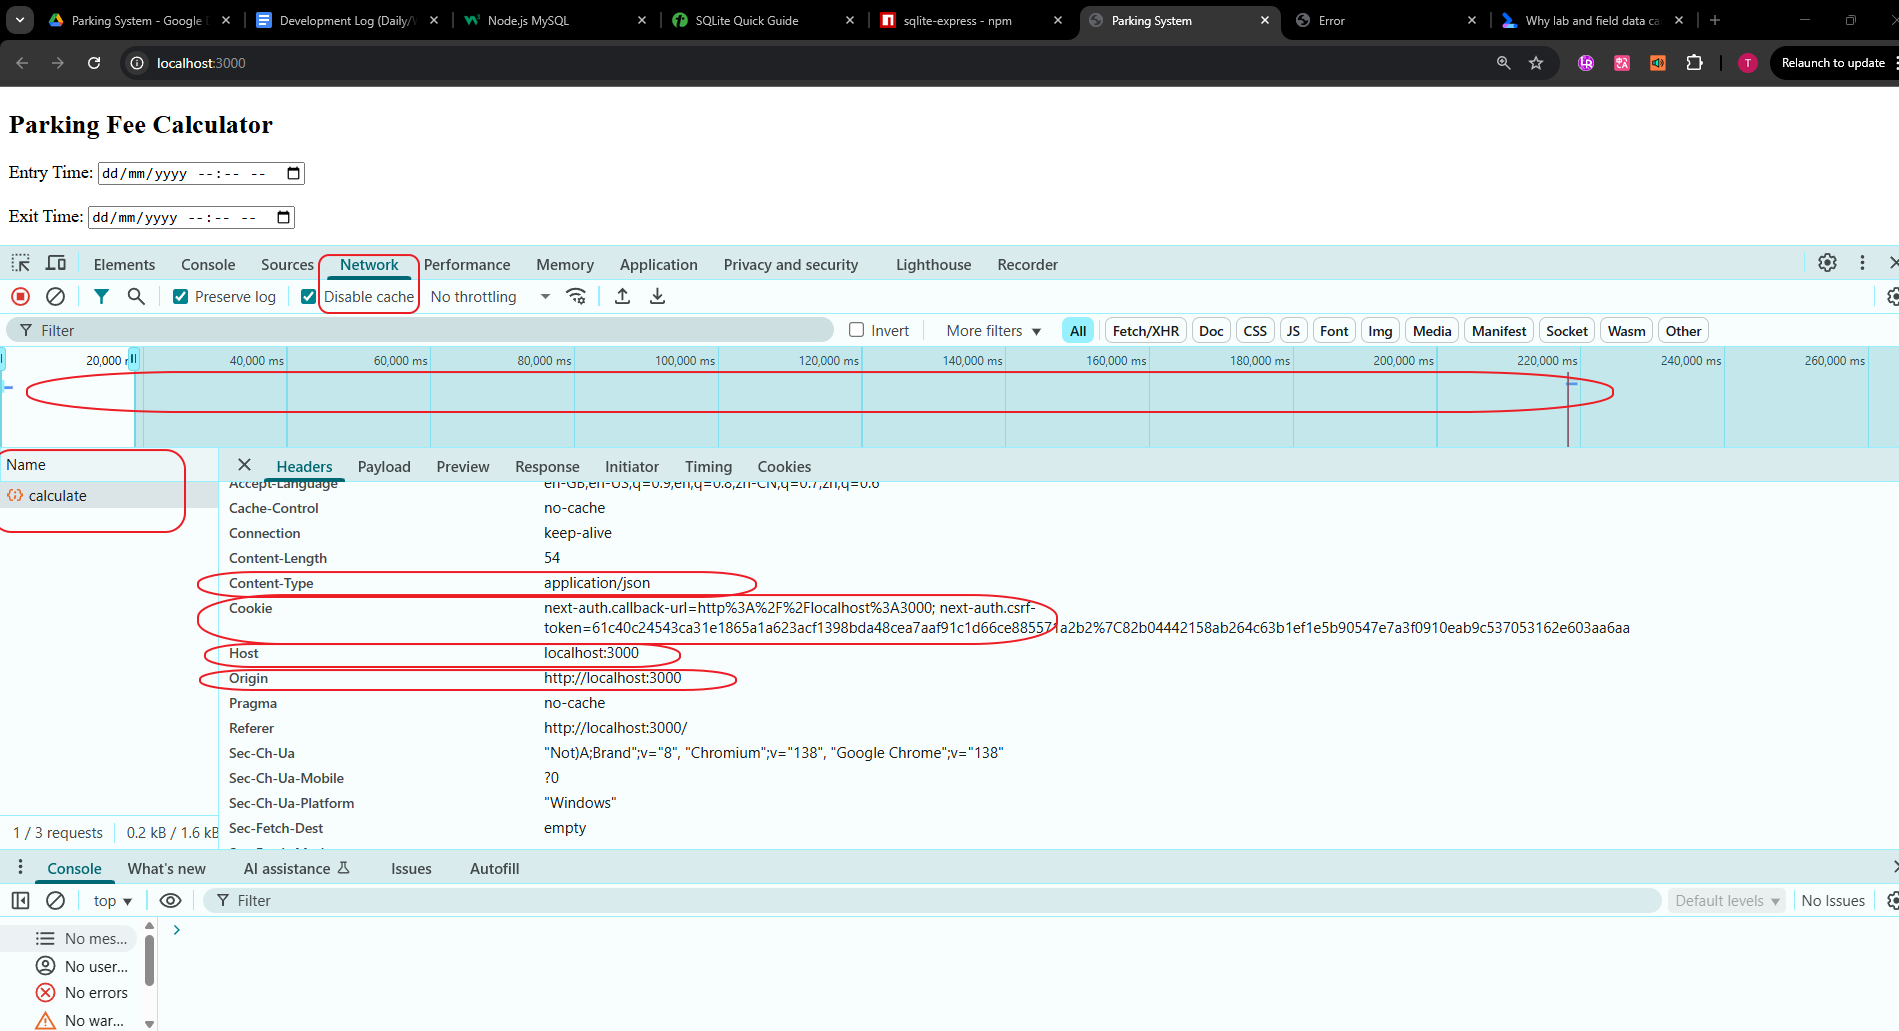 Parking System - Google
Development Log (Daily/
Node.js MySQL
SQLite Quick Guide
sqlite-express - npm
Parking System
Error
Why lab and field data ca
localhost:3000
T
Relaunch to update
Parking Fee Calculator
Entry Time: dd/mm/yyyy --:-- --
Exit Time: dd/mm/yyyy --:-- --
Elements Console Sources Network Performance Memory Application Privacy and security Lighthouse Recorder
Preserve log Disable cache No throttling
Filter Invert More filters All Fetch/XHR Doc CSS JS Font Img Media Manifest Socket Wasm Other
20,000 40,000 ms 60,000 ms 80,000 ms 100,000 ms 120,000 ms 140,000 ms 160,000 ms 180,000 ms 200,000 ms 220,000 ms 240,000 ms 260,000 ms
Name
calculate
Headers Payload Preview Response Initiator Timing Cookies
Accept-Language en-GB,en-US;q=0.9,en;q=0.8,zh-CN;q=0.7,zh;q=0.6
Cache-Control no-cache
Connection keep-alive
Content-Length 54
Content-Type application/json
Cookie next-auth.callback-url=http%3A%2F%2Flocalhost%3A3000; next-auth.csrf-
token=61c40c24543ca31e1865a1a623acf1398bda48cea7aaf91c1d66ce885571a2b2%7C82b04442158ab264c63b1ef1e5b90547e7a3f0910eab9c537053162e603aa6aa
Host localhost:3000
Origin http://localhost:3000
Pragma no-cache
Referer http://localhost:3000/
Sec-Ch-Ua "Not)A;Brand";v="8", "Chromium";v="138", "Google Chrome";v="138"
Sec-Ch-Ua-Mobile ?0
Sec-Ch-Ua-Platform "Windows"
Sec-Fetch-Dest empty
1 / 3 requests 0.2 kB / 1.6 kB
Console What's new AI assistance Issues Autofill
top Filter Default levels No Issues
No mes...
No user...
No errors
No war...